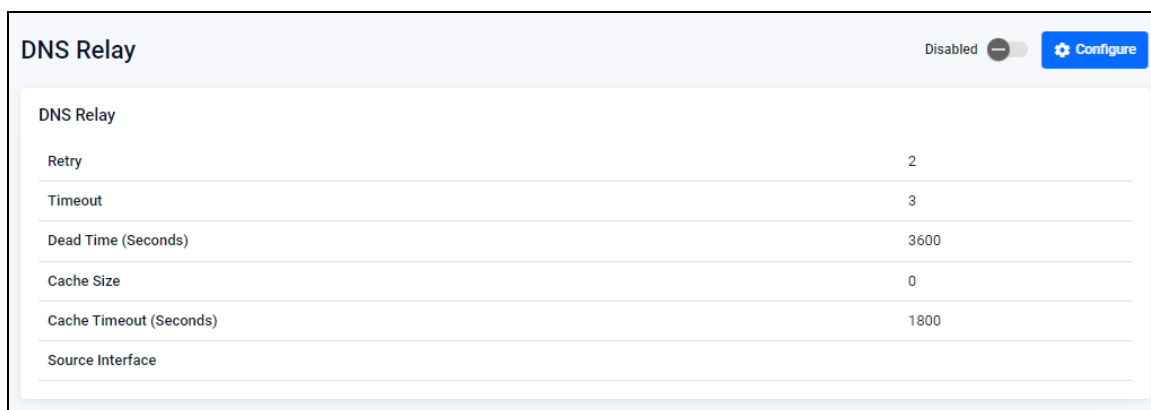 DNS Relay
Disabled
Configure
DNS Relay
Retry 2
Timeout 3
Dead Time (Seconds) 3600
Cache Size 0
Cache Timeout (Seconds) 1800
Source Interface